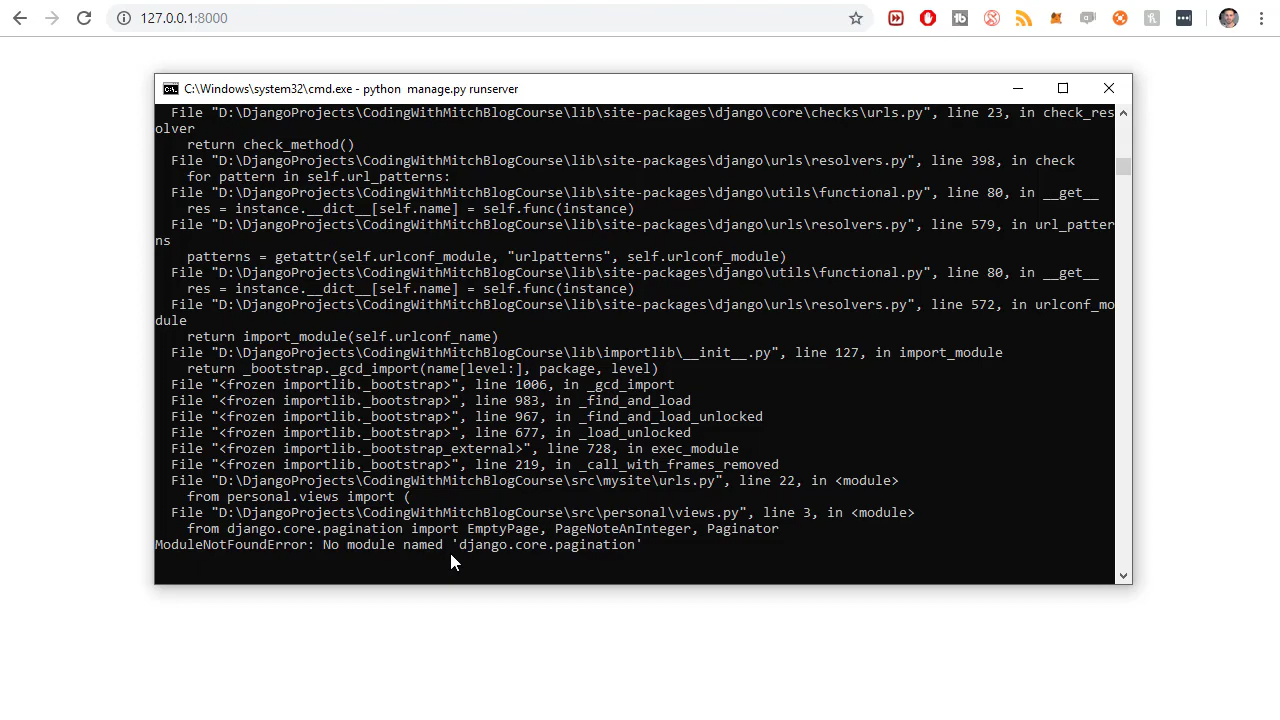 127.0.0.1:8000
C:\Windows\system32\cmd.exe - python  manage.py runserver
  File "D:\DjangoProjects\CodingWithMitchBlogCourse\lib\site-packages\django\core\checks\urls.py", line 23, in check_res
olver
    return check_method()
  File "D:\DjangoProjects\CodingWithMitchBlogCourse\lib\site-packages\django\urls\resolvers.py", line 398, in check
    for pattern in self.url_patterns:
  File "D:\DjangoProjects\CodingWithMitchBlogCourse\lib\site-packages\django\utils\functional.py", line 80, in __get__
    res = instance.__dict__[self.name] = self.func(instance)
  File "D:\DjangoProjects\CodingWithMitchBlogCourse\lib\site-packages\django\urls\resolvers.py", line 579, in url_patter
ns
    patterns = getattr(self.urlconf_module, "urlpatterns", self.urlconf_module)
  File "D:\DjangoProjects\CodingWithMitchBlogCourse\lib\site-packages\django\utils\functional.py", line 80, in __get__
    res = instance.__dict__[self.name] = self.func(instance)
  File "D:\DjangoProjects\CodingWithMitchBlogCourse\lib\site-packages\django\urls\resolvers.py", line 572, in urlconf_mo
dule
    return import_module(self.urlconf_name)
  File "D:\DjangoProjects\CodingWithMitchBlogCourse\lib\importlib\__init__.py", line 127, in import_module
    return _bootstrap._gcd_import(name[level:], package, level)
  File "<frozen importlib._bootstrap>", line 1006, in _gcd_import
  File "<frozen importlib._bootstrap>", line 983, in _find_and_load
  File "<frozen importlib._bootstrap>", line 967, in _find_and_load_unlocked
  File "<frozen importlib._bootstrap>", line 677, in _load_unlocked
  File "<frozen importlib._bootstrap_external>", line 728, in exec_module
  File "<frozen importlib._bootstrap>", line 219, in _call_with_frames_removed
  File "D:\DjangoProjects\CodingWithMitchBlogCourse\src\mysite\urls.py", line 22, in <module>
    from personal.views import (
  File "D:\DjangoProjects\CodingWithMitchBlogCourse\src\personal\views.py", line 3, in <module>
    from django.core.pagination import EmptyPage, PageNoteAnInteger, Paginator
ModuleNotFoundError: No module named 'django.core.pagination'